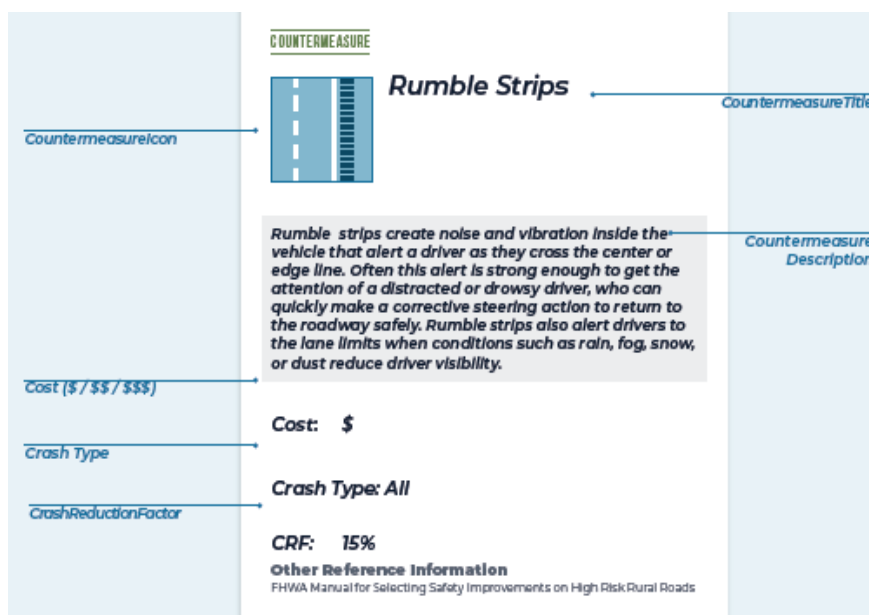 COUNTERMEASURE
Rumble Strips
CountermeasureTitle
CountermeasureIcon
Rumble strips create noise and vibration inside the
vehicle that alert a driver as they cross the center or
edge line. Often this alert is strong enough to get the
attention of a distracted or drowsy driver, who can
quickly make a corrective steering action to return to
the roadway safely. Rumble strips also alert drivers to
the lane limits when conditions such as rain, fog, snow,
or dust reduce driver visibility.
Countermeasure
Description
Cost ($ / $$ / $$$)
Cost: $
Crash Type
Crash Type: All
CrashReductionFactor
CRF: 15%
Other Reference Information
FHWA Manual for Selecting Safety Improvements on High Risk Rural Roads